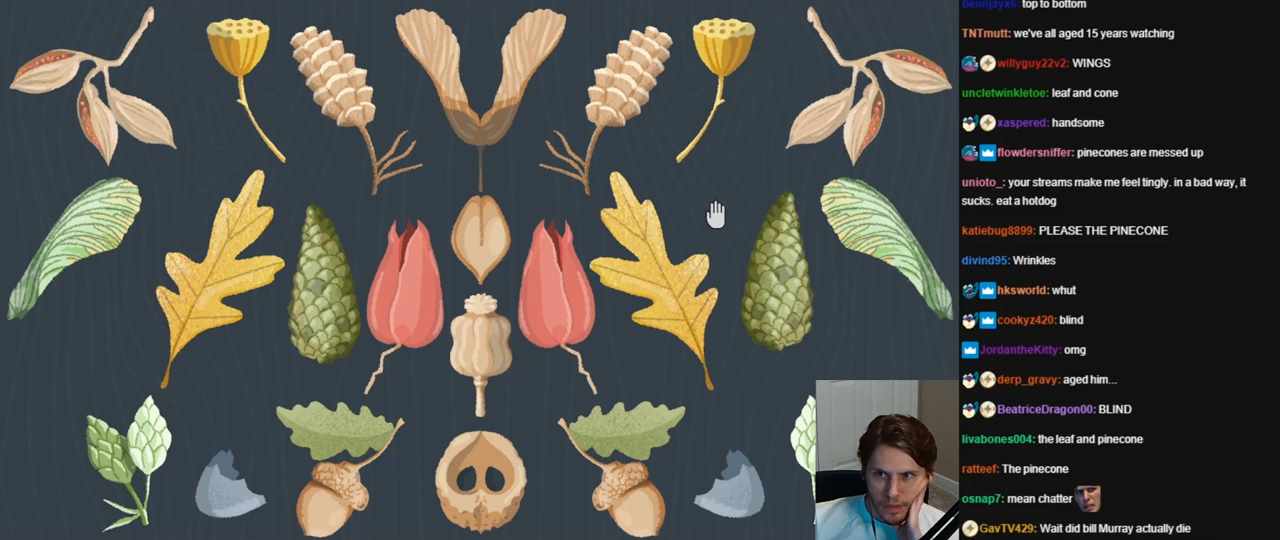 benrijayx6: top to bottom
TNTmutt: we've all aged 15 years watching
willyguy22v2: WINGS
uncletwinkletoe: leaf and cone
xaspered: handsome
flowdersniffer: pinecones are messed up
unioto_: your streams make me feel tingly. in a bad way, it
sucks. eat a hotdog
katiebug8899: PLEASE THE PINECONE
divind95: Wrinkles
hksworld: whut
cookyz420: blind
JordantheKitty: omg
derp_gravy: aged him...
BeatriceDragon00: BLIND
livabones004: the leaf and pinecone
ratteef: The pinecone
osnap7: mean chatter
GavTV429: Wait did bill Murray actually die